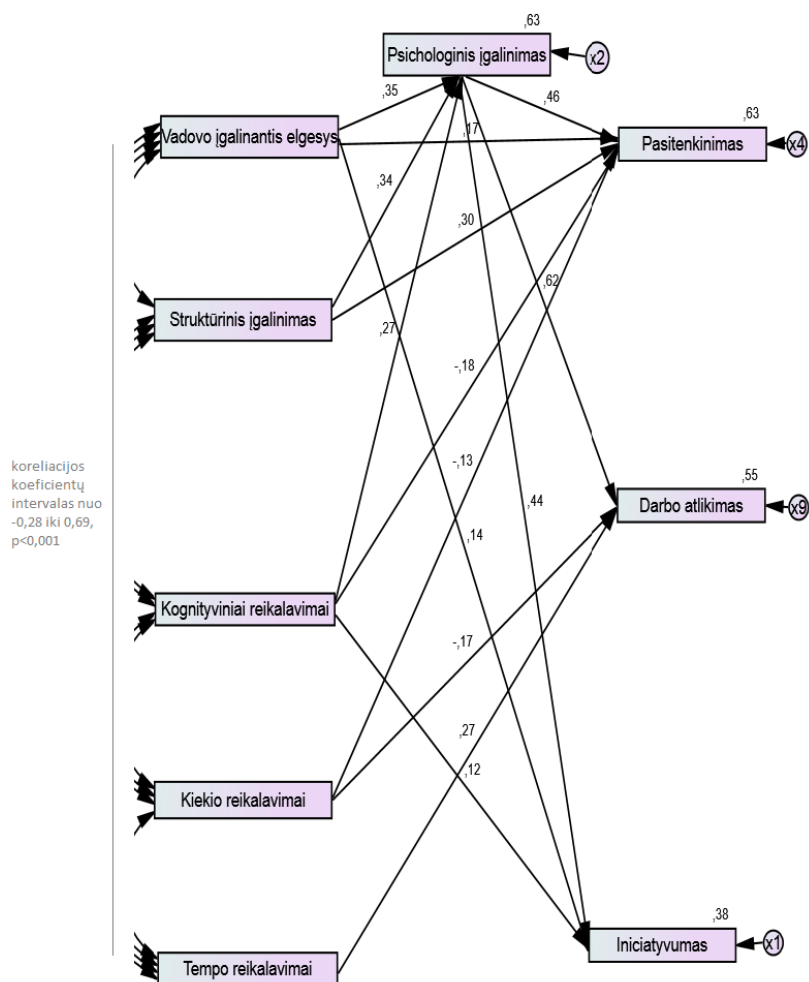 ,63
Psichologinis įgalinimas
x2
,35
,46
,63
Vadovo įgalinantis elgesys
,17
Pasitenkinimas
x4
,34
,30
,62
Struktūrinis įgalinimas
,27
-,18
koreliacijos
koeficientų
intervalas nuo
-0,28 iki 0,69,
p<0,001
-,13
,55
,44
Darbo atlikimas
x9
,14
Kognityviniai reikalavimai
-,17
,27
,12
Kiekio reikalavimai
,38
Iniciatyvumas
x1
Tempo reikalavimai